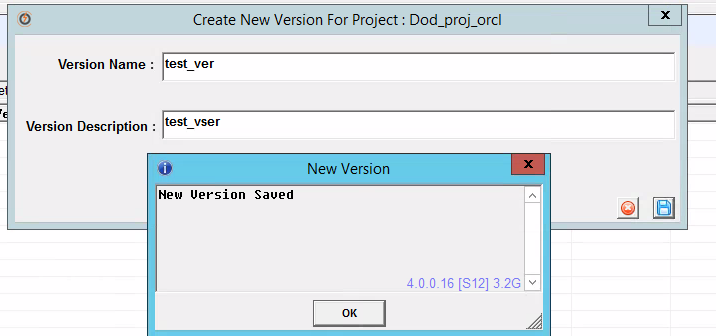 Create New Version For Project : Dod_proj_orcl
x
Version Name :
test_ver
Version Description :
test_vser
New Version
x
New Version Saved
4.0.0.16 [S12] 3.2G
OK